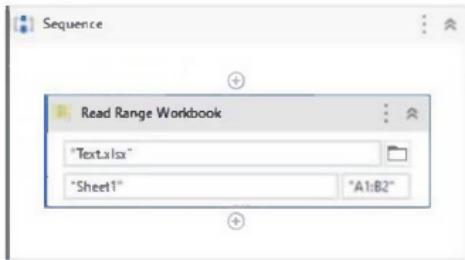 Sequence
Read Range Workbook
"Text.xlsx"
"Sheet1" "A1:B2"